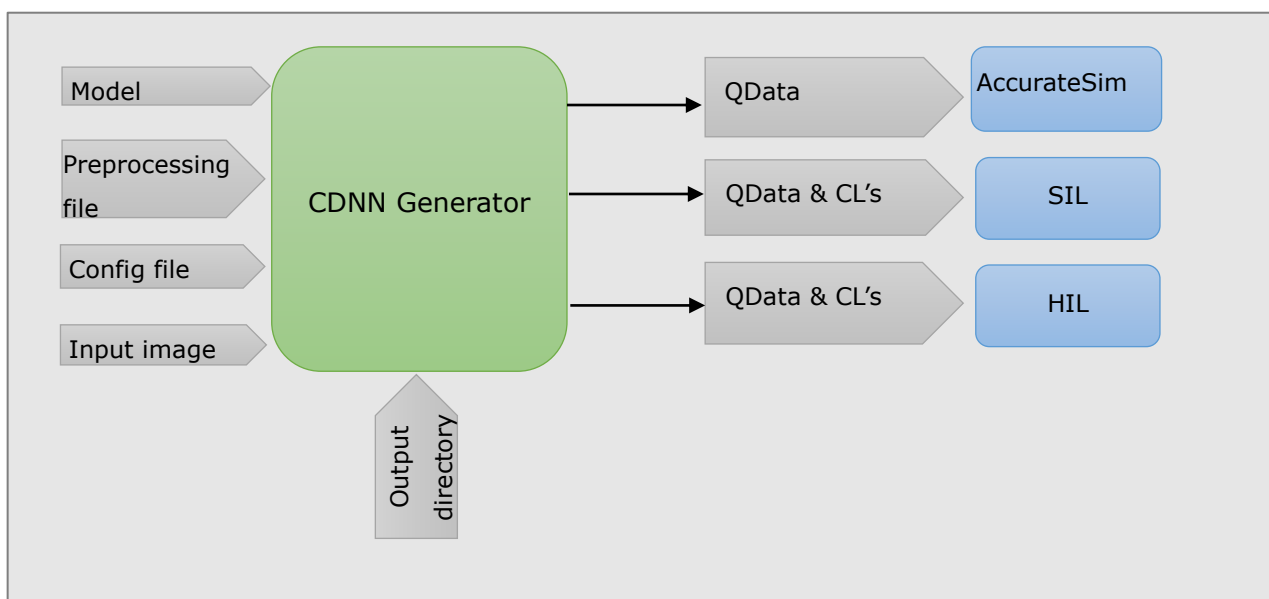 Model
Preprocessing
file
Config file
Input image
CDNN Generator
Output
directory
QData
AccurateSim
QData & CL’s
SIL
QData & CL’s
HIL